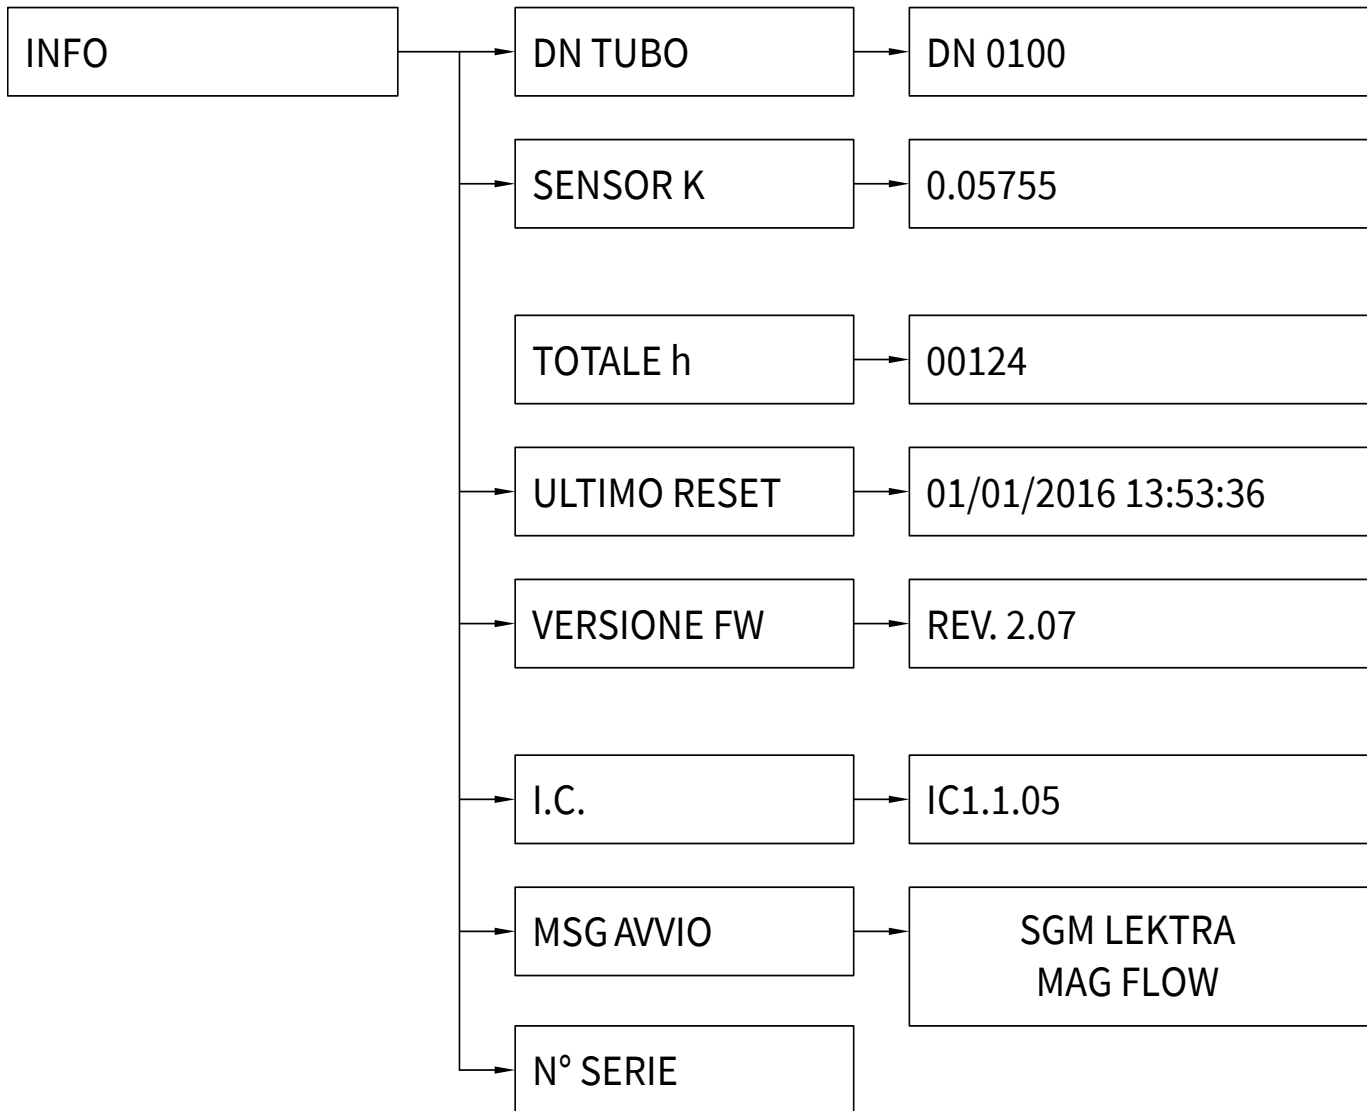 INFO
DN TUBO
DN 0100
SENSOR K
0.05755
TOTALE h
00124
ULTIMO RESET
01/01/2016 13:53:36
VERSIONE FW
REV. 2.07
I.C.
IC1.1.05
MSG AVVIO
SGM LEKTRA
MAG FLOW
N° SERIE